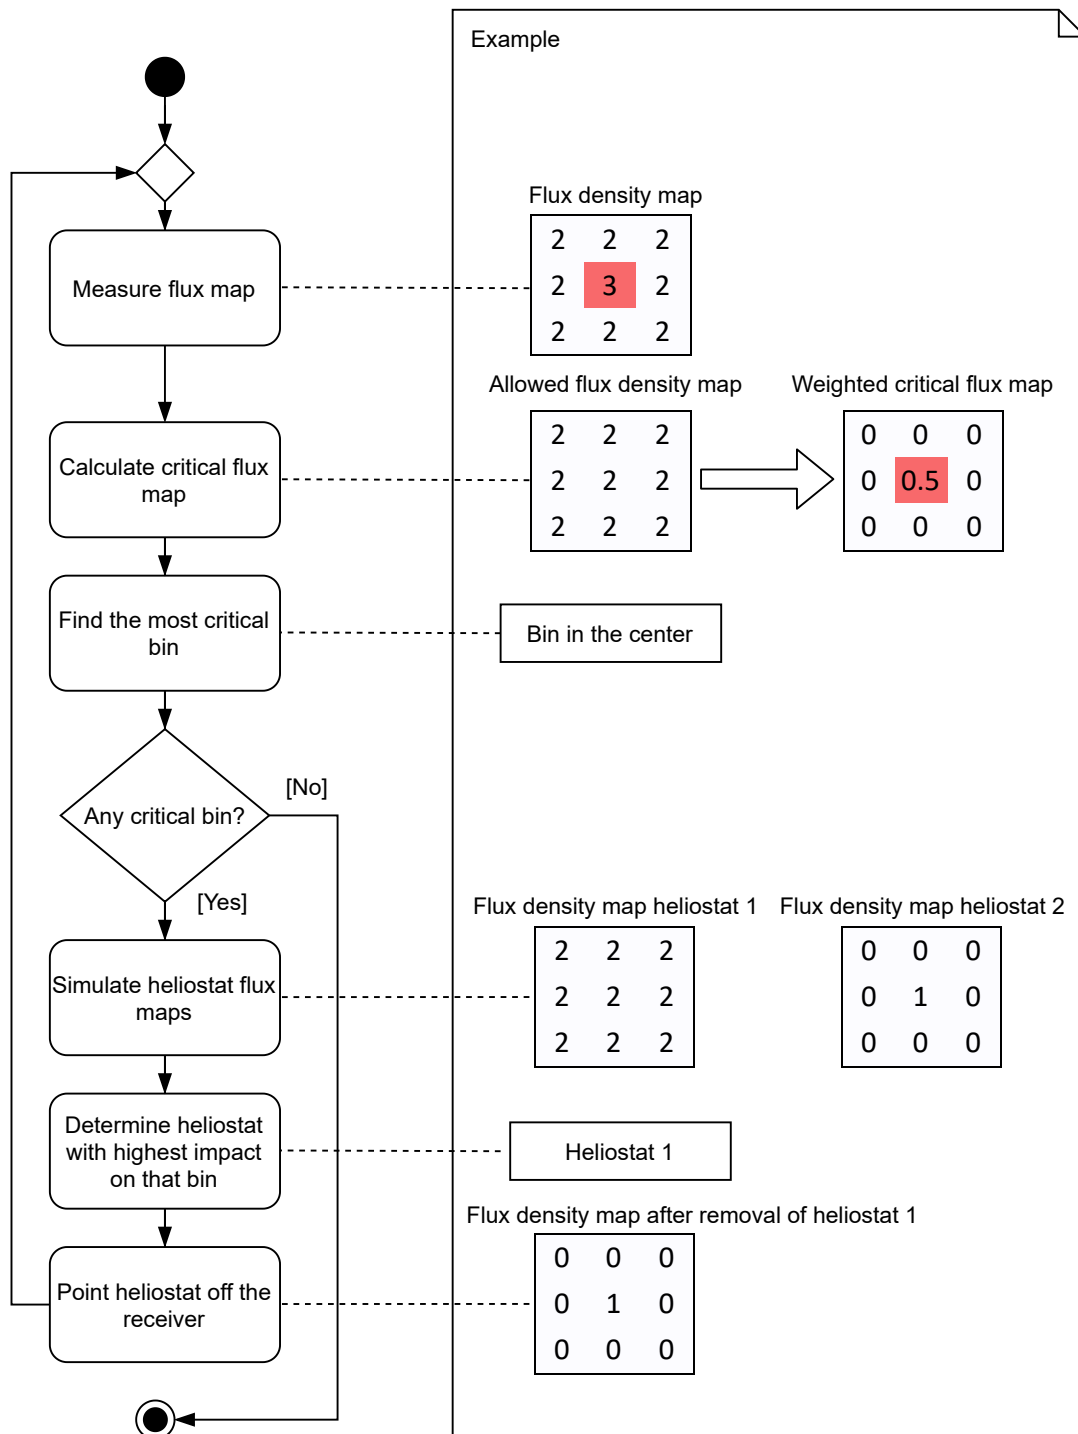 Example
Flux density map
2 2 2
Measure flux map
2 3 2
2 2 2
Allowed flux density map
Weighted critical flux map
2 2 2
0 0 0
Calculate critical flux
map
2 2 2
0 0.5 0
2 2 2
0 0 0
Find the most critical
bin
Bin in the center
Any critical bin?
[No]
[Yes]
Flux density map heliostat 1
Flux density map heliostat 2
2 2 2
0 0 0
Simulate heliostat flux
maps
2 2 2
0 1 0
2 2 2
0 0 0
Determine heliostat
with highest impact
on that bin
Heliostat 1
Flux density map after removal of heliostat 1
0 0 0
Point heliostat off the
receiver
0 1 0
0 0 0